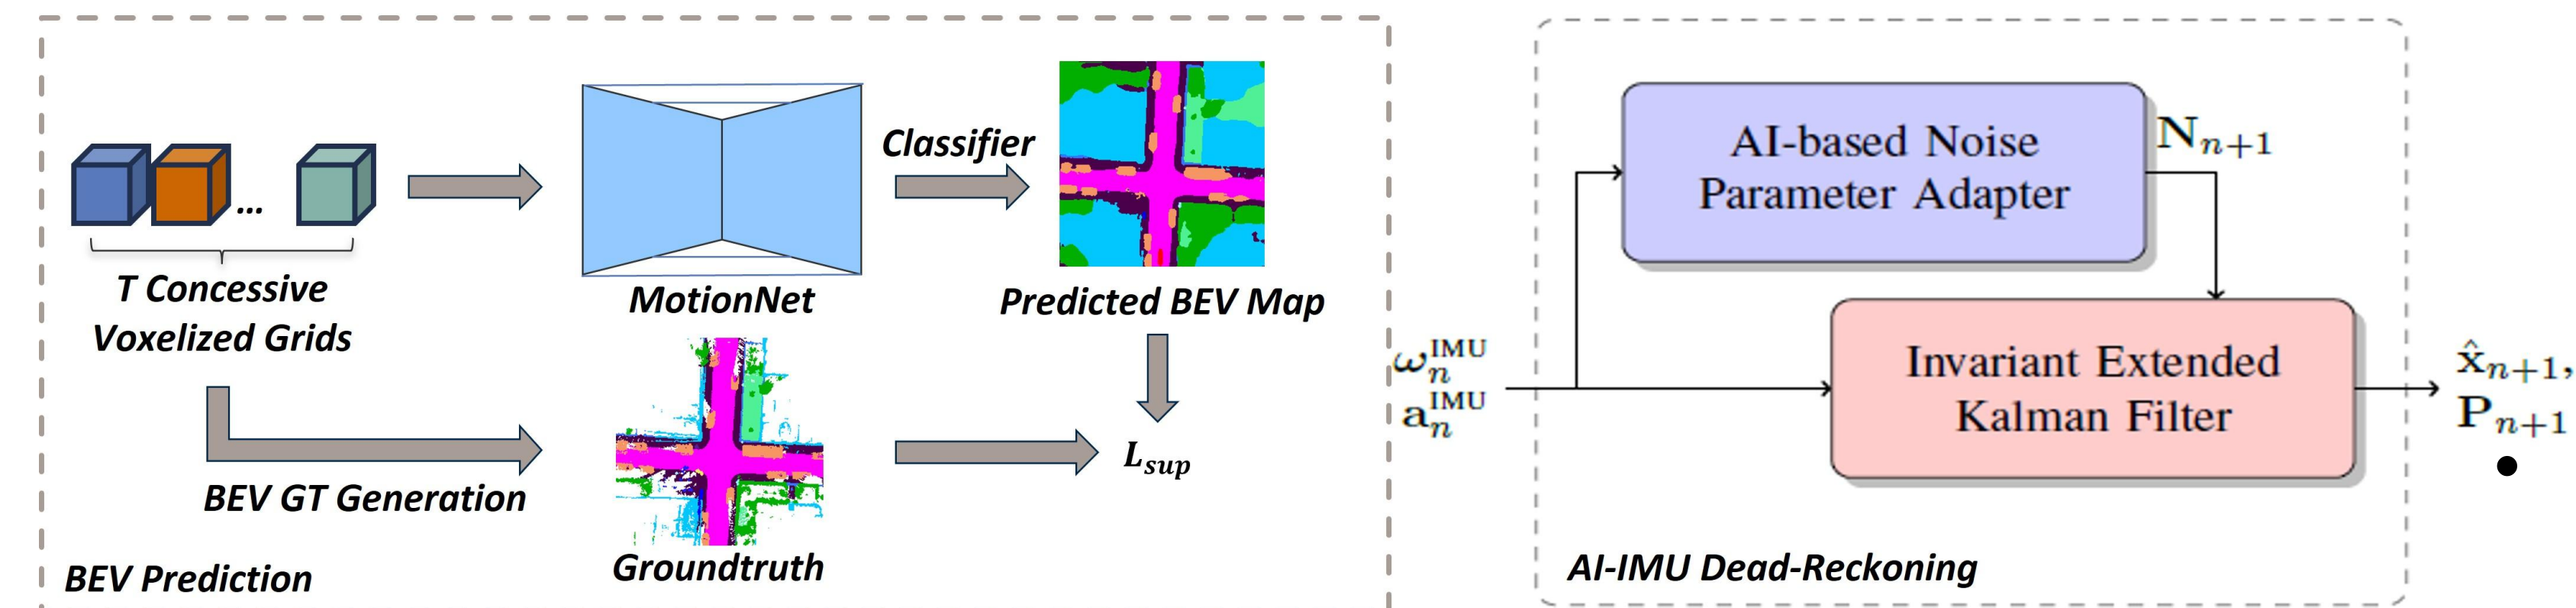 ...
T Concessive
Voxelized Grids
MotionNet
Classifier
Predicted BEV Map
BEV GT Generation
Groundtruth
L_sup
BEV Prediction
ω_n^IMU
a_n^IMU
AI-based Noise
Parameter Adapter
N_{n+1}
Invariant Extended
Kalman Filter
x̂_{n+1},
P_{n+1}
AI-IMU Dead-Reckoning